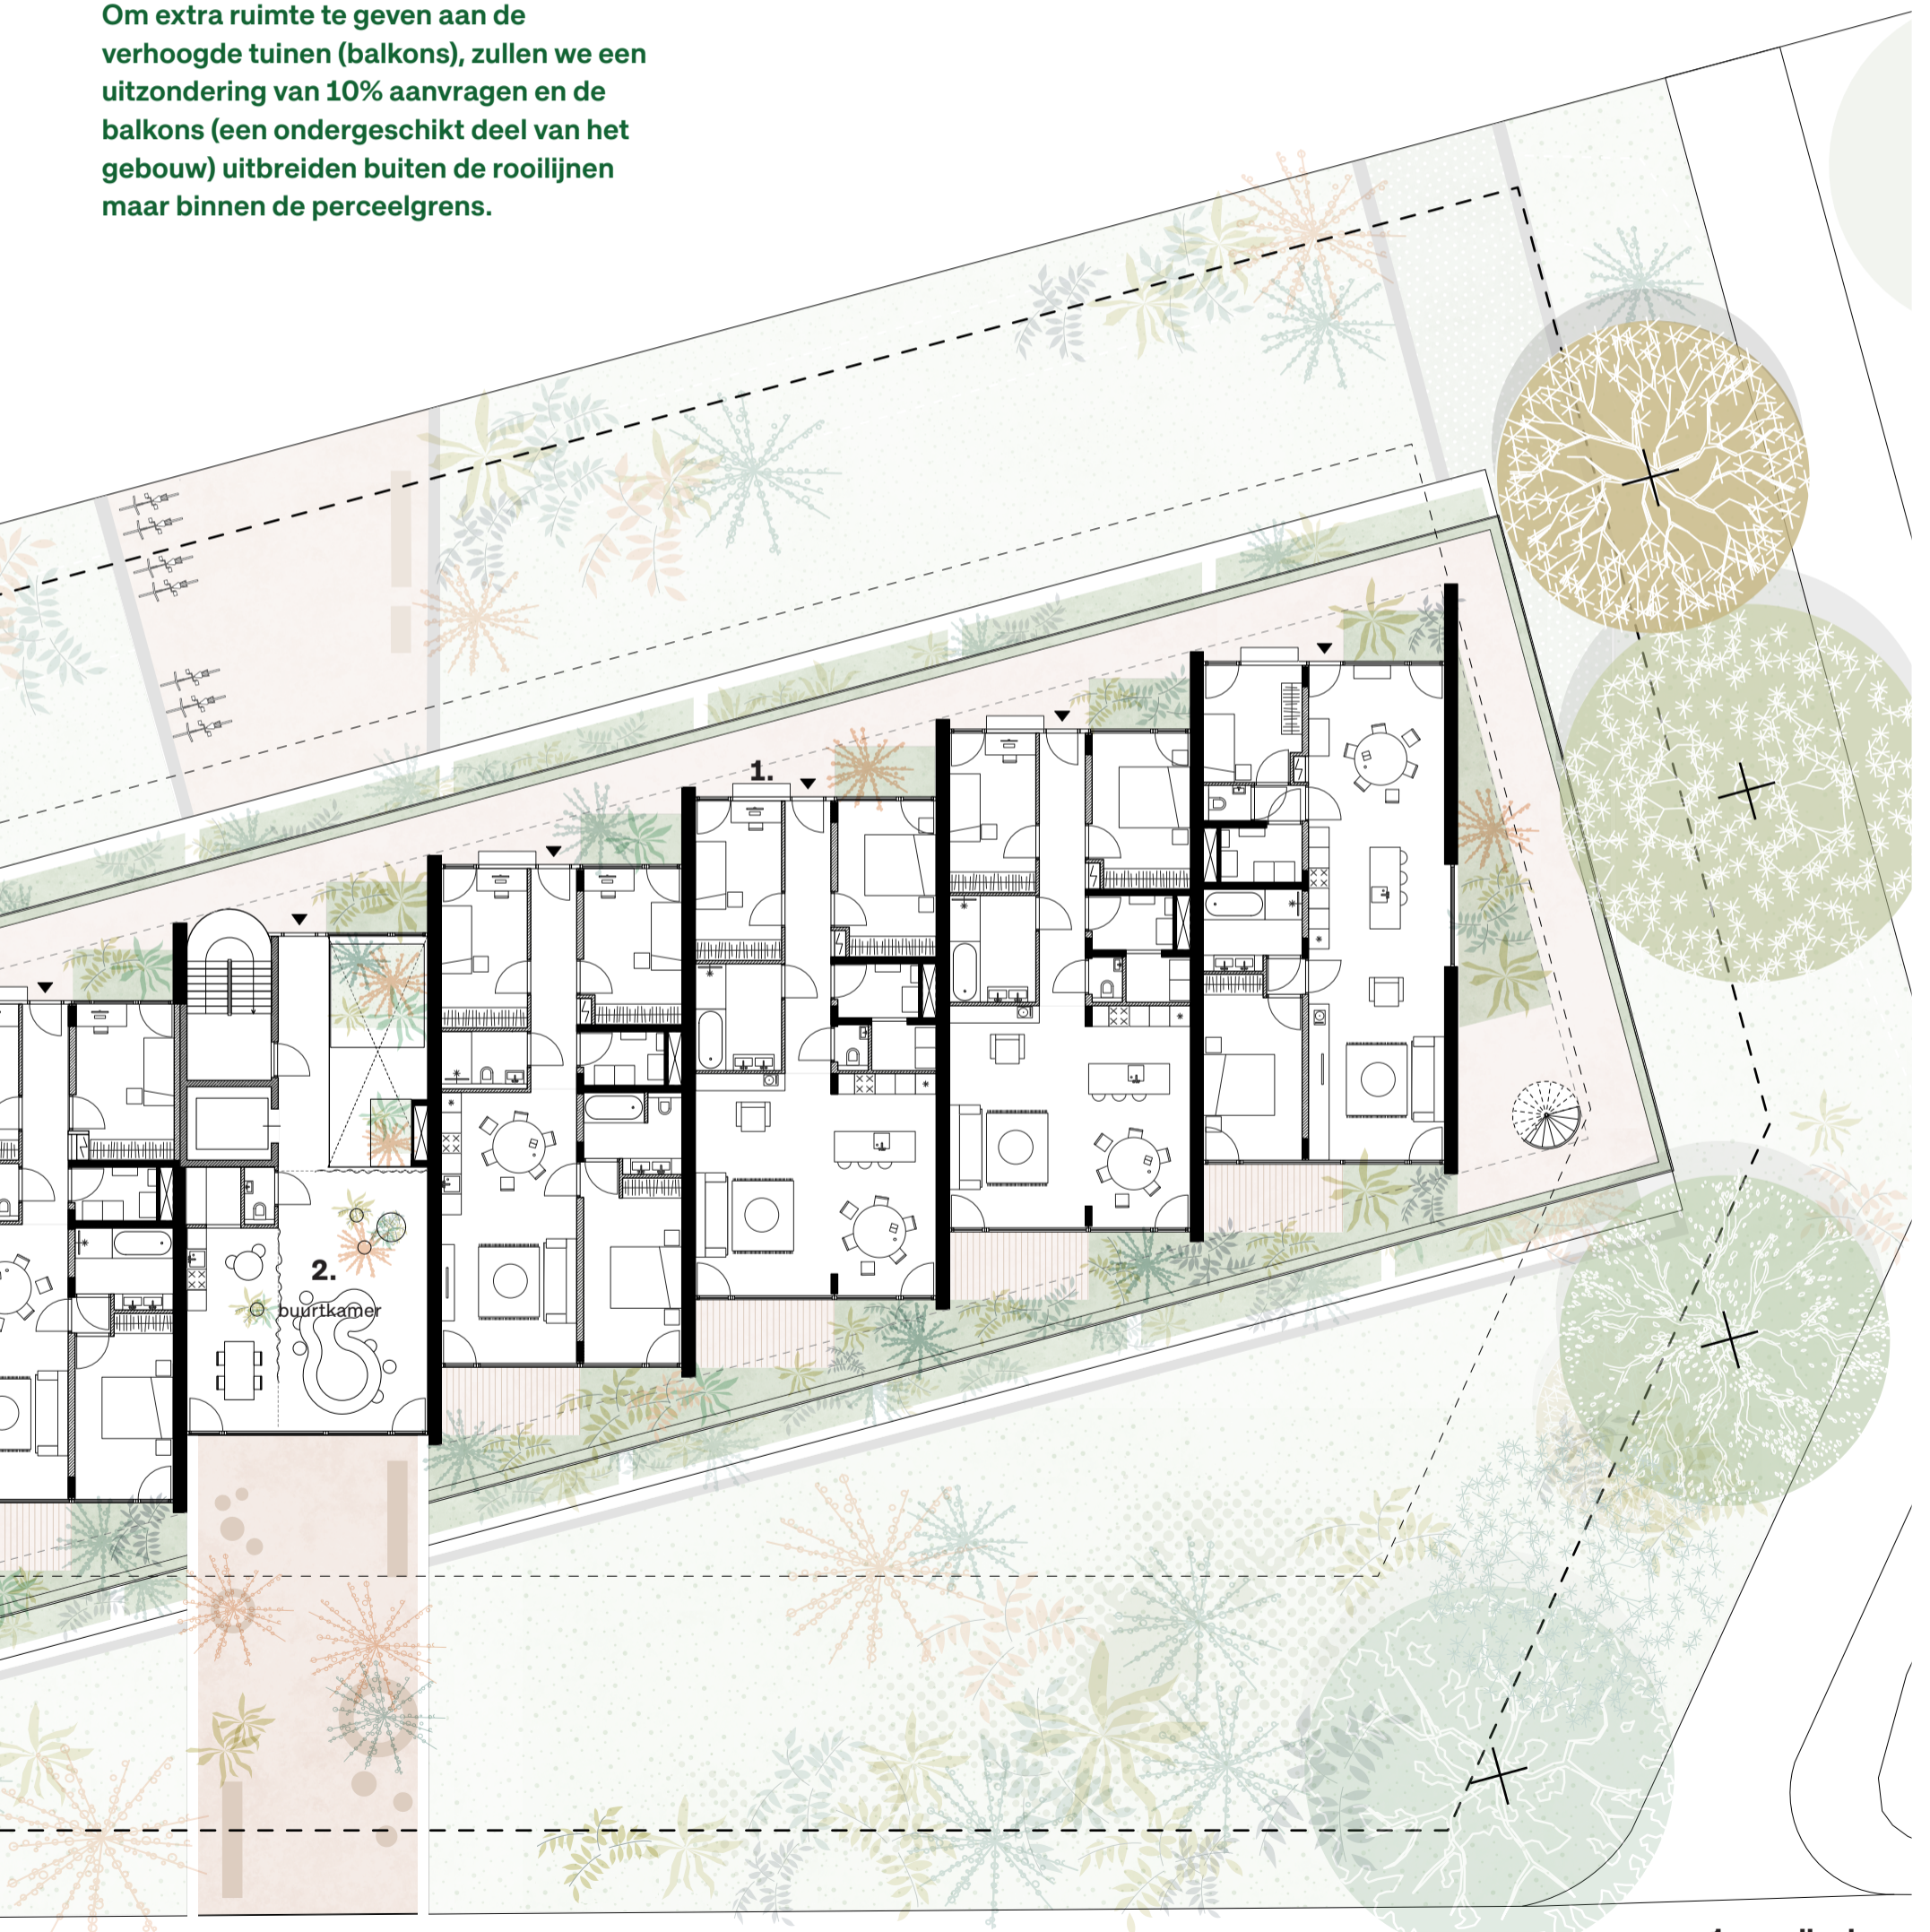 Om extra ruimte te geven aan de
verhoogde tuinen (balkons), zullen we een
uitzondering van 10% aanvragen en de
balkons (een ondergeschikt deel van het
gebouw) uitbreiden buiten de rooilijnen
maar binnen de perceelgrens.
1.
2.
buurtkamer